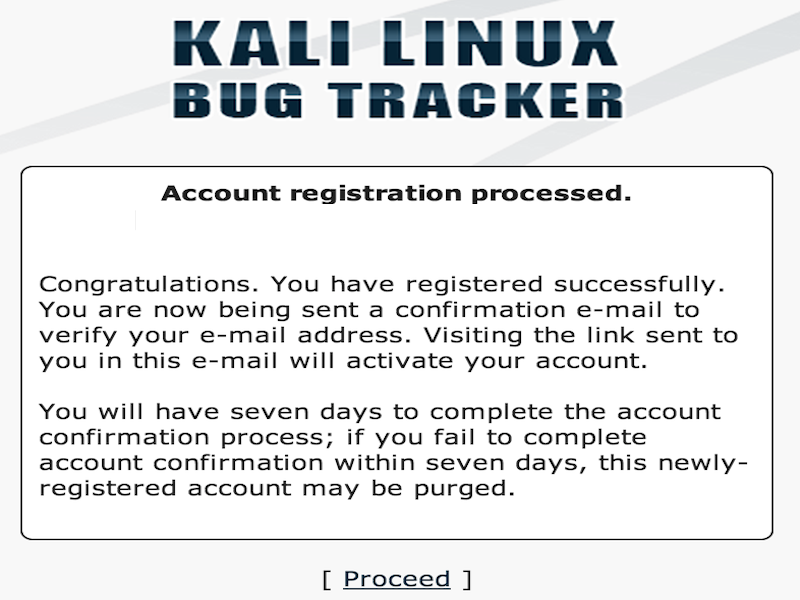 KALI LINUX
BUG TRACKER
Account registration processed.
Congratulations. You have registered successfully.
You are now being sent a confirmation e-mail to
verify your e-mail address. Visiting the link sent to
you in this e-mail will activate your account.
You will have seven days to complete the account
confirmation process; if you fail to complete
account confirmation within seven days, this newly-
registered account may be purged.
[ Proceed ]